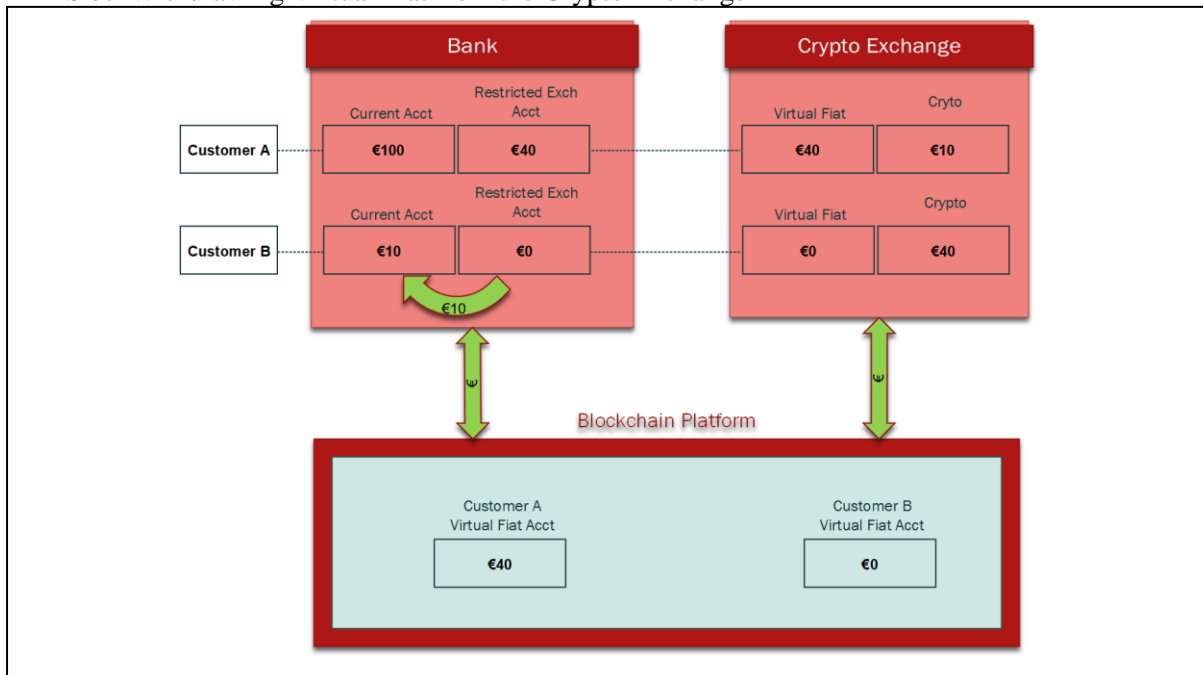 Bank
Crypto Exchange
Current Acct
Restricted Exch
Acct
Virtual Fiat
Cryto
Customer A
€100
€40
€40
€10
Current Acct
Restricted Exch
Acct
Virtual Fiat
Crypto
Customer B
€10
€0
€0
€40
€10
€
€
Blockchain Platform
Customer A
Virtual Fiat Acct
€40
Customer B
Virtual Fiat Acct
€0